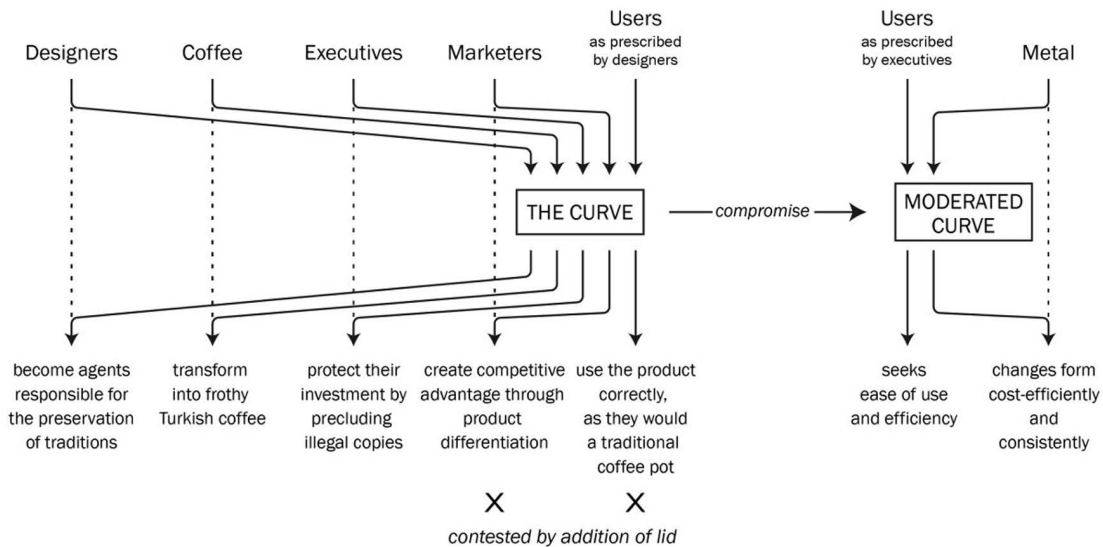 Designers
Coffee
Executives
Marketers
Users
as prescribed
by designers
Users
as prescribed
by executives
Metal
THE CURVE
compromise
MODERATED
CURVE
become agents
responsible for
the preservation
of traditions
transform
into frothy
Turkish coffee
protect their
investment by
precluding
illegal copies
create competitive
advantage through
product
differentiation
use the product
correctly,
as they would
a traditional
coffee pot
seeks
ease of use
and efficiency
changes form
cost-efficiently
and
consistently
X
X
contested by addition of lid